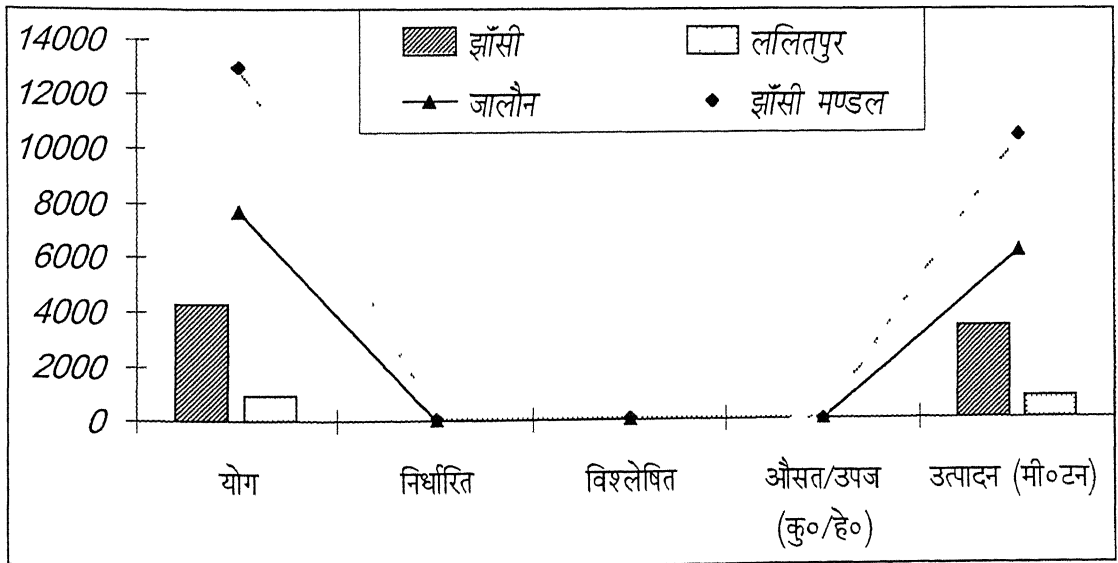 झाँसी
ललितपुर
जालौन
झाँसी मण्डल
14000
12000
10000
8000
6000
4000
2000
0
योग
निर्धारित
विश्लेषित
औसत/उपज
(कु०/हे०)
उत्पादन (मी०टन)